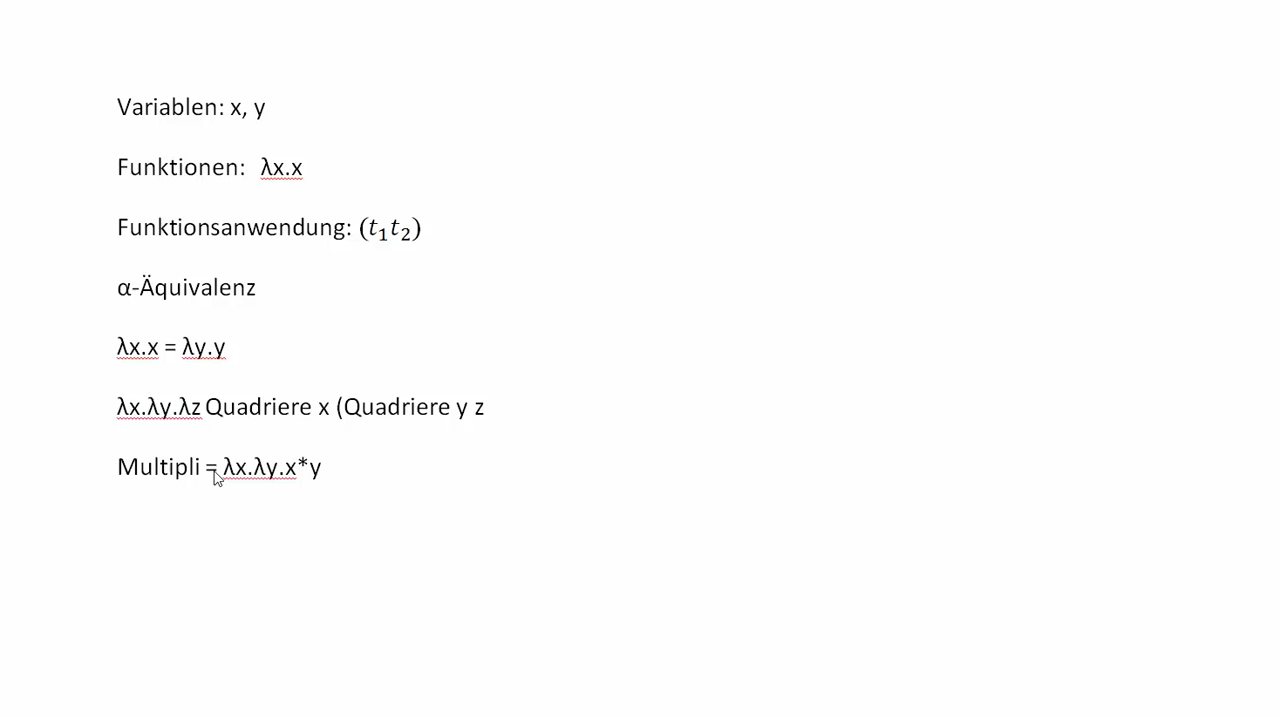 Variablen: x, y
Funktionen: λx.x
Funktionsanwendung: (t₁t₂)
α-Äquivalenz
λx.x = λy.y
λx.λy.λz Quadriere x (Quadriere y z
Multipli = λx.λy.x*y